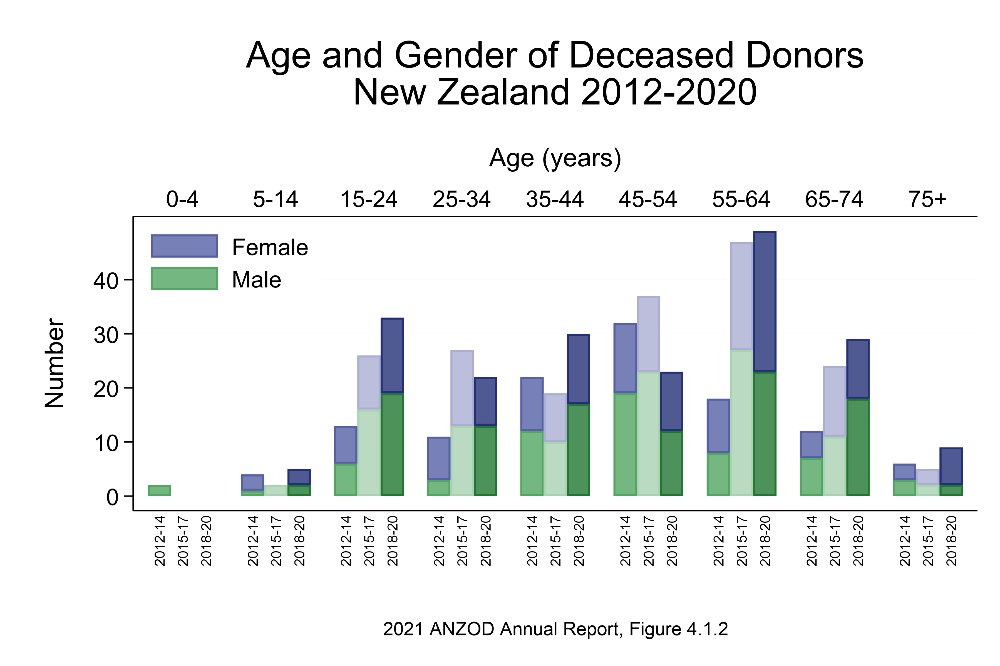 Age and Gender of Deceased Donors
New Zealand 2012-2020
Age (years)
0-4 5-14 15-24 25-34 35-44 45-54 55-64 65-74 75+
Female
Male
Number
40
30
20
10
0
2012-14 2015-17 2018-20 2012-14 2015-17 2018-20 2012-14 2015-17 2018-20 2012-14 2015-17 2018-20 2012-14 2015-17 2018-20 2012-14 2015-17 2018-20 2012-14 2015-17 2018-20 2012-14 2015-17 2018-20 2012-14 2015-17 2018-20
2021 ANZOD Annual Report, Figure 4.1.2